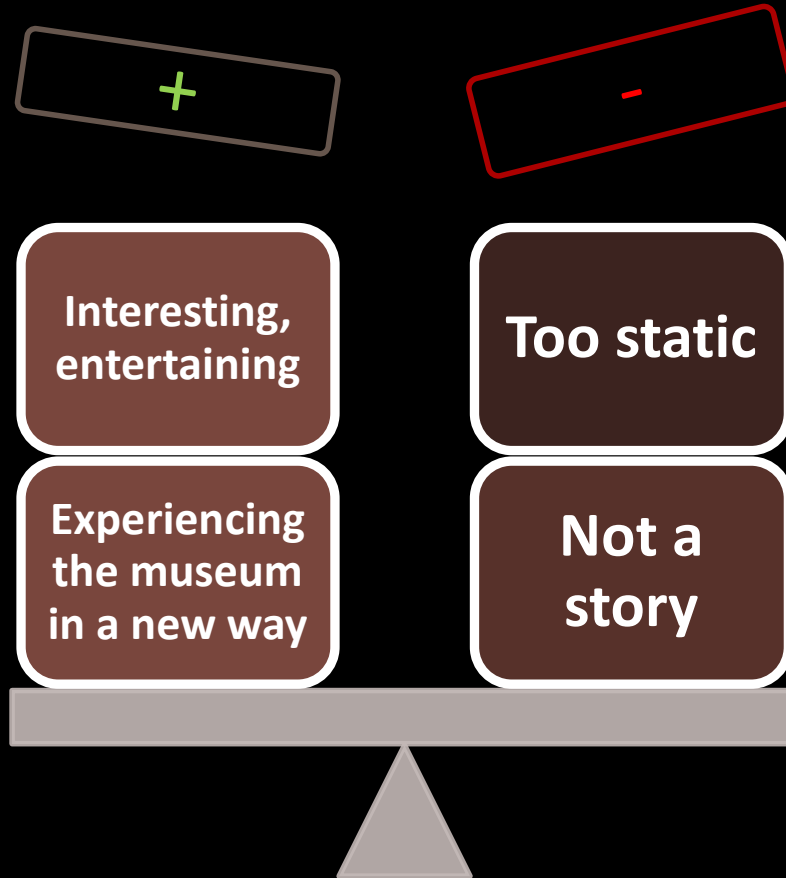 +
-
Interesting,
entertaining
Too static
Experiencing
the museum
in a new way
Not a
story